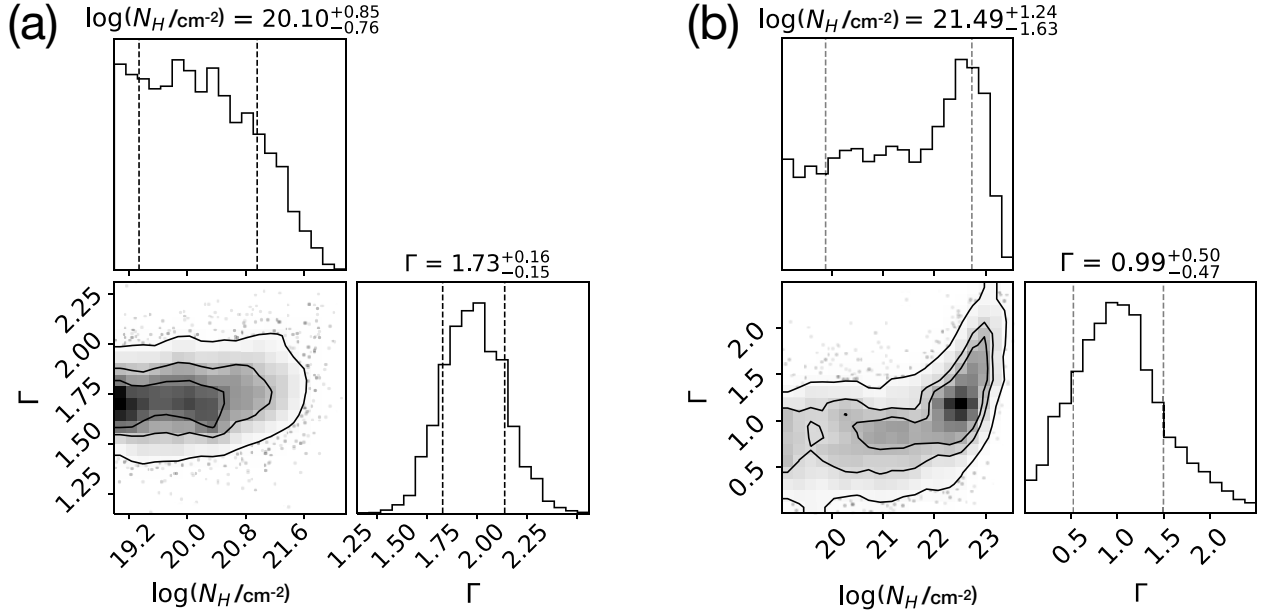 (a)
log(N_H/cm-2) = 20.10 +0.85 -0.76
Γ = 1.73 +0.16 -0.15
Γ
2.25
2.00
1.75
1.50
1.25
19.2 20.0 20.8 21.6
log(N_H/cm-2)
1.25 1.50 1.75 2.00 2.25
Γ
(b)
log(N_H/cm-2) = 21.49 +1.24 -1.63
Γ = 0.99 +0.50 -0.47
Γ
2.0
1.5
1.0
0.5
20 21 22 23
log(N_H/cm-2)
0.5 1.0 1.5 2.0
Γ